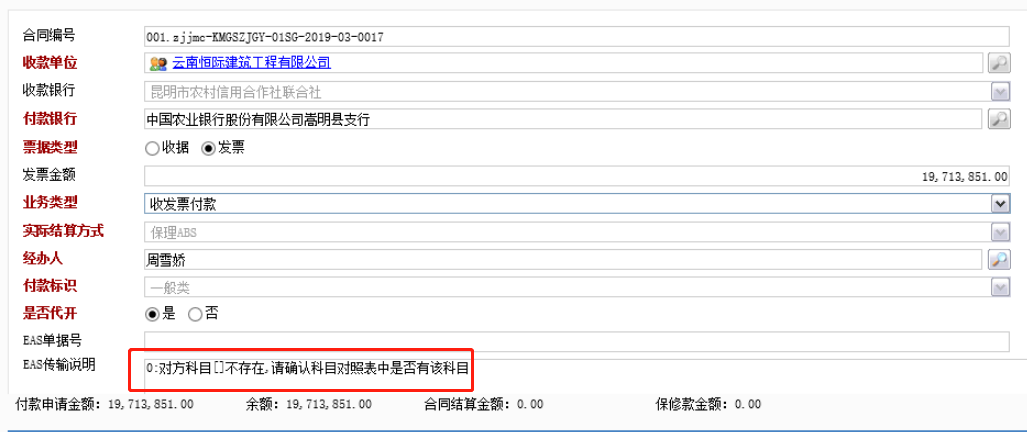 合同编号 001.zjjmc-KMGSZJGY-01SG-2019-03-0017
收款单位 云南恒际建筑工程有限公司
收款银行 昆明市农村信用合作社联合社
付款银行 中国农业银行股份有限公司嵩明县支行
票据类型 收据 发票
发票金额 19,713,851.00
业务类型 收发票付款
实际结算方式 保理ABS
经办人 周雪娇
付款标识 一般类
是否代开 是 否
EAS单据号
EAS传输说明 0:对方科目[]不存在,请确认科目对照表中是否有该科目
付款申请金额: 19,713,851.00 余额: 19,713,851.00 合同结算金额: 0.00 保修款金额: 0.00